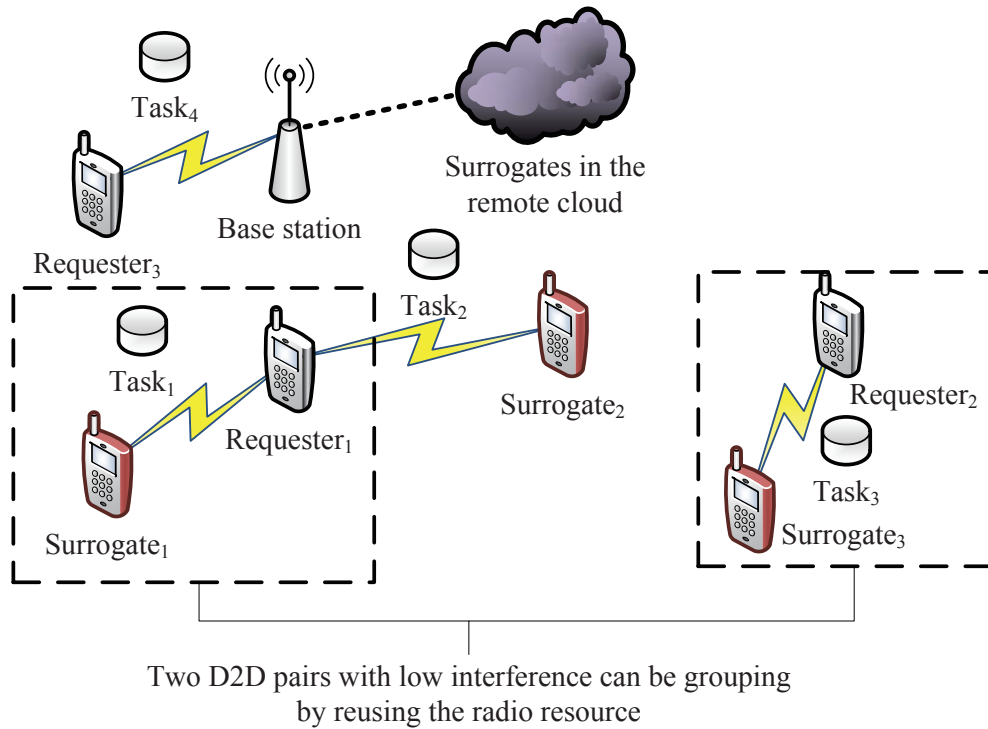 Task₄
Surrogates in the
remote cloud
Base station
Requester₃
Task₂
Task₁
Requester₁
Surrogate₂
Requester₂
Surrogate₁
Task₃
Surrogate₃
Two D2D pairs with low interference can be grouping
by reusing the radio resource